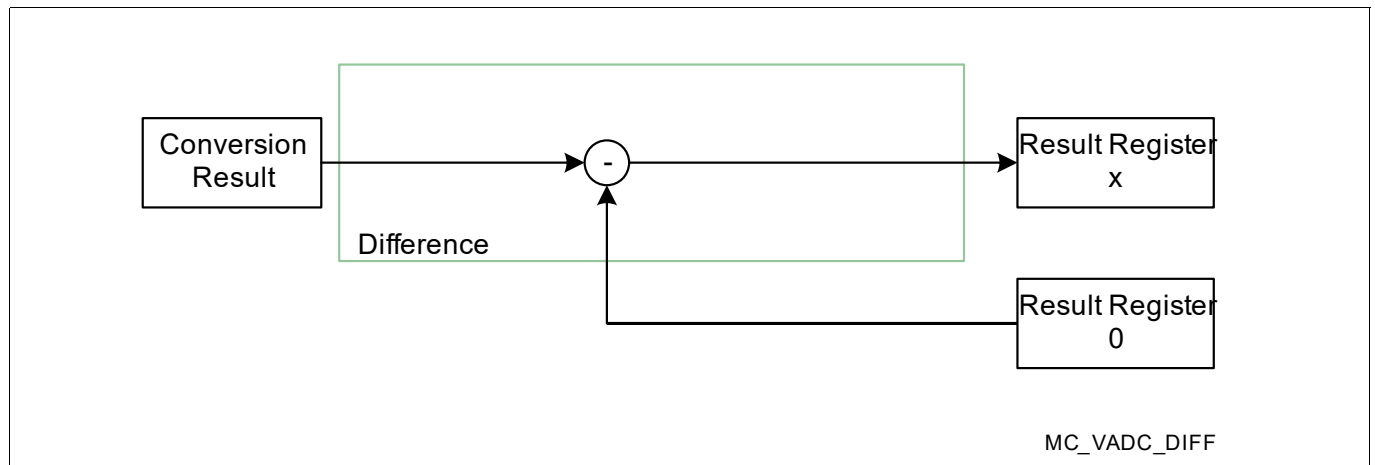 Conversion
Result
-
Result Register
x
Difference
Result Register
0
MC_VADC_DIFF